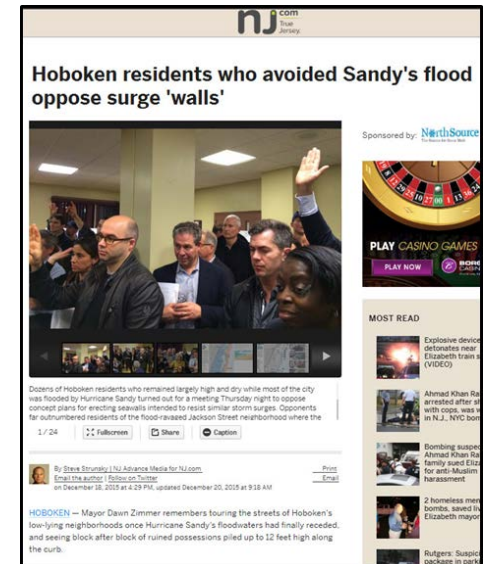 nj
com
True
Jersey.
Hoboken residents who avoided Sandy's flood
oppose surge 'walls'
Sponsored by: NorthSource
PLAY CASINO GAMES
PLAY NOW
MOST READ
Explosive device
detonates near
Elizabeth train s
(VIDEO)
Ahmad Khan Ra
arrested after sh
with cops, was w
in N.J., NYC bom
Bombing suspec
Ahmad Khan Ra
family sued Eliz
for anti-Muslim
harassment
2 homeless men
bombs, saved liv
Elizabeth mayor
Rutgers: Suspici
package in parki
Dozens of Hoboken residents who remained largely high and dry while most of the city
was flooded by Hurricane Sandy turned out for a meeting Thursday night to oppose
concept plans for erecting seawalls intended to resist similar storm surges. Opponents
far outnumbered residents of the flood-ravaged Jackson Street neighborhood where the
1 / 24 Fullscreen Share Caption
By Steve Strunsky | NJ Advance Media for NJ.com
Email the author | Follow on Twitter
on December 18, 2015 at 4:29 PM, updated December 20, 2015 at 9:18 AM
Print
Email
HOBOKEN — Mayor Dawn Zimmer remembers touring the streets of Hoboken's
low-lying neighborhoods once Hurricane Sandy's floodwaters had finally receded,
and seeing block after block of ruined possessions piled up to 12 feet high along
the curb.